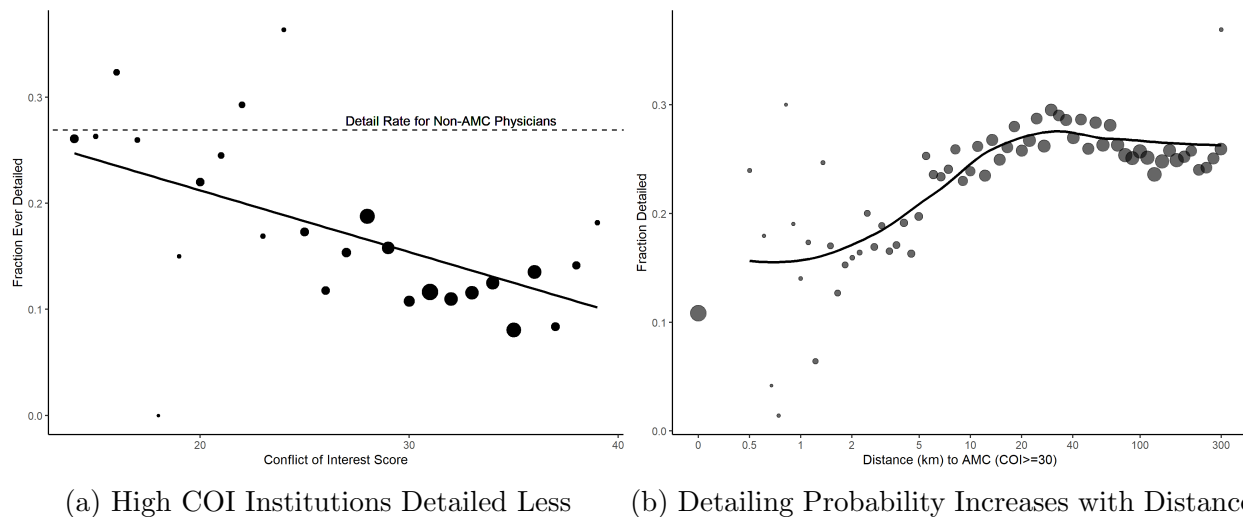 Detail Rate for Non-AMC Physicians
Fraction Ever Detailed
0.3
0.2
0.1
0.0
20 30 40
Conflict of Interest Score
(a) High COI Institutions Detailed Less
Fraction Detailed
0.3
0.2
0.1
0.0
0 0.5 1 2 5 10 20 40 100 300
Distance (km) to AMC (COI>=30)
(b) Detailing Probability Increases with Distance